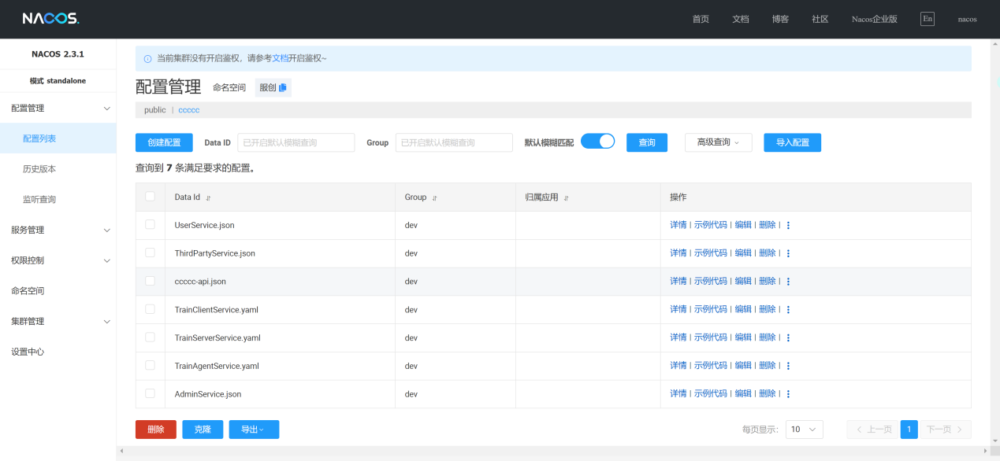 NACOS.
首页 文档 博客 社区 Nacos企业版 En nacos
NACOS 2.3.1
模式 standalone
配置管理
配置列表
历史版本
监听查询
服务管理
权限控制
命名空间
集群管理
设置中心
当前集群没有开启鉴权，请参考文档开启鉴权~
配置管理 命名空间 服创
public | ccccc
创建配置 Data ID 已开启默认模糊查询 Group 已开启默认模糊查询 默认模糊匹配 查询 高级查询 导入配置
查询到 7 条满足要求的配置。
Data Id Group 归属应用 操作
UserService.json dev 详情 | 示例代码 | 编辑 | 删除 |
ThirdPartyService.json dev 详情 | 示例代码 | 编辑 | 删除 |
ccccc-api.json dev 详情 | 示例代码 | 编辑 | 删除 |
TrainClientService.yaml dev 详情 | 示例代码 | 编辑 | 删除 |
TrainServerService.yaml dev 详情 | 示例代码 | 编辑 | 删除 |
TrainAgentService.yaml dev 详情 | 示例代码 | 编辑 | 删除 |
AdminService.json dev 详情 | 示例代码 | 编辑 | 删除 |
删除 克隆 导出 每页显示: 10 上一页 1 下一页